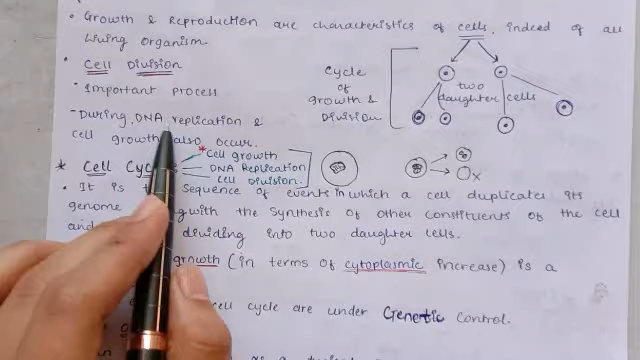 • Growth & Reproduction are characteristics of cells, indeed of all
living organism
• Cell Division
- Important Process
- During DNA replication &
cell growth also occur.
Cycle
of
growth &
Division
two
daughter cells
* Cell
* Cell growth
DNA Replication
Cell Division.
x
• It is the sequence of events in which a cell duplicates its
genome with the synthesis of other constituents of the cell
and dividing into two daughter cells.
growth (in terms of cytoplasmic increase) is a
cell cycle are under Genetic control.